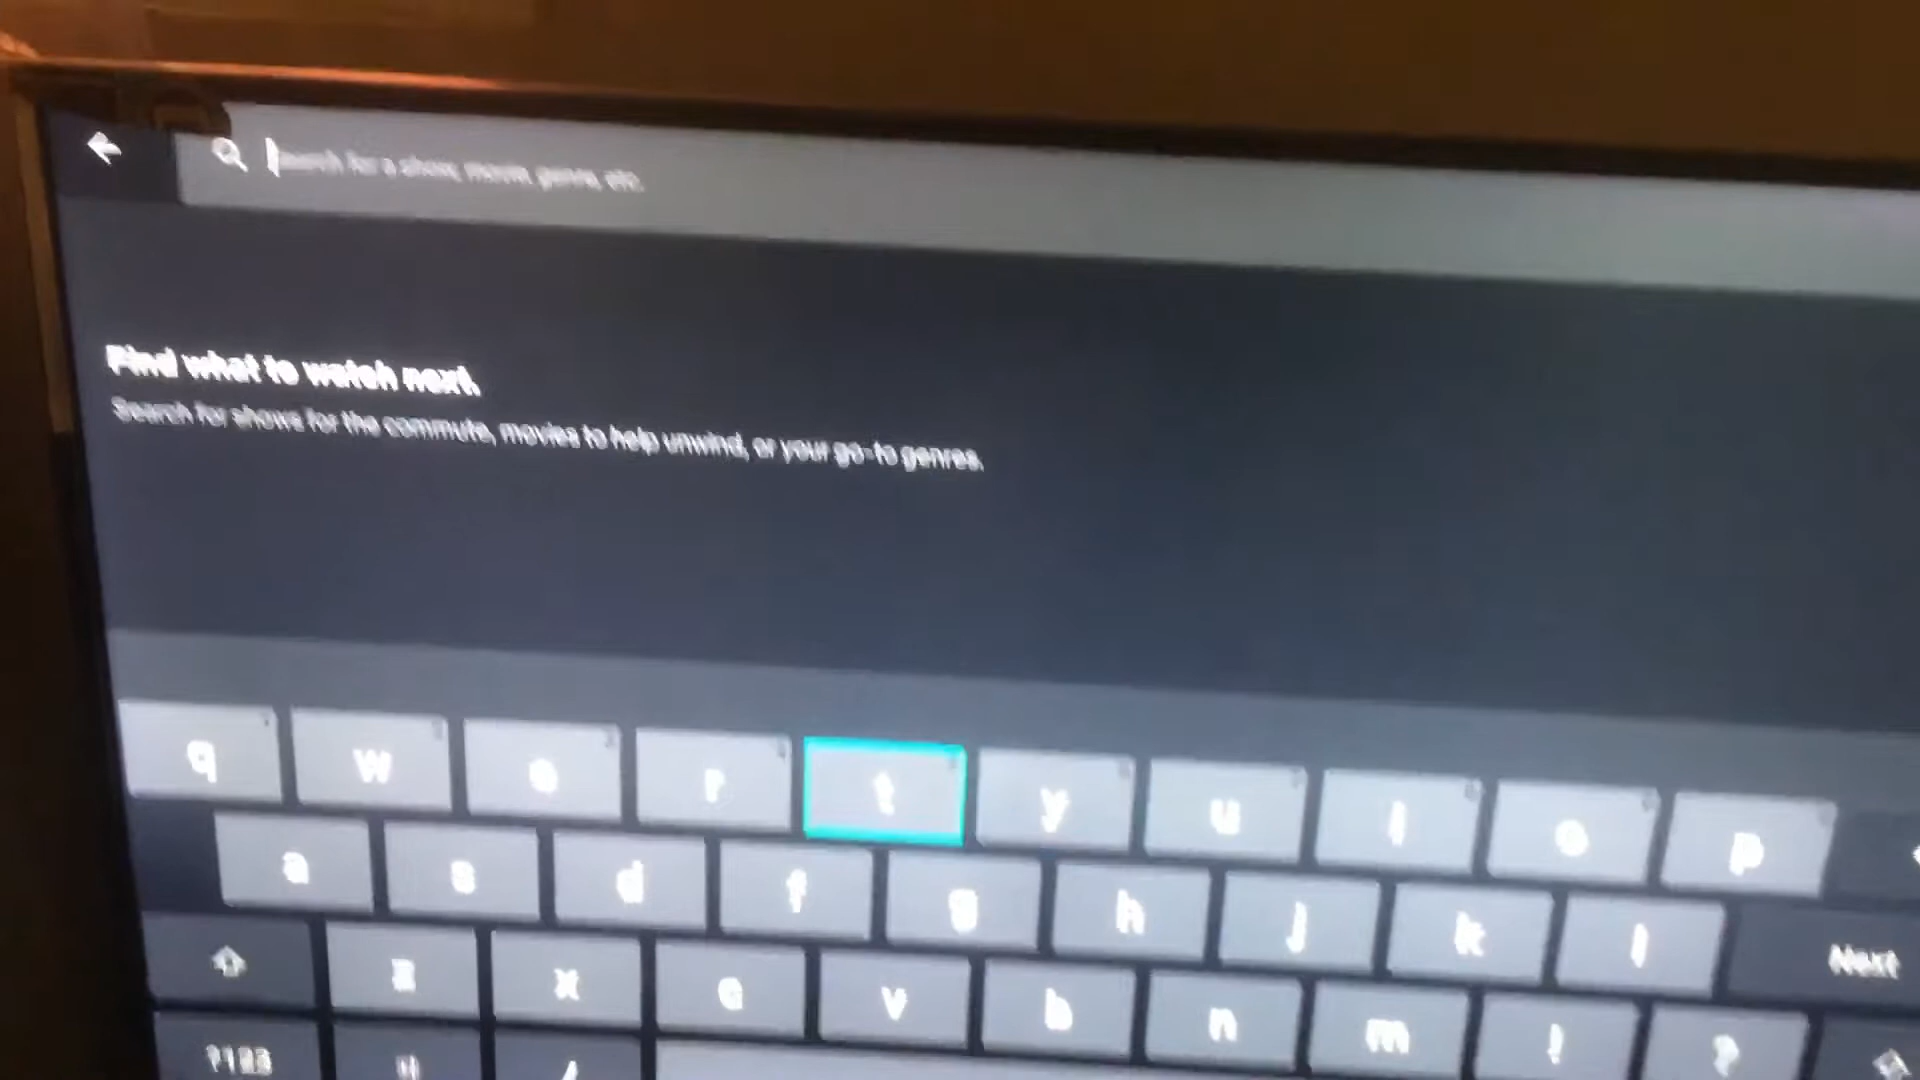 Search for a show, movie, genre, etc.
Find what to watch next.
Search for shows for the commute, movies to help unwind, or your go-to genres.
q w e r t y u i o p
a s d f g h j k l Next
z x c v b n m ! ?
?123